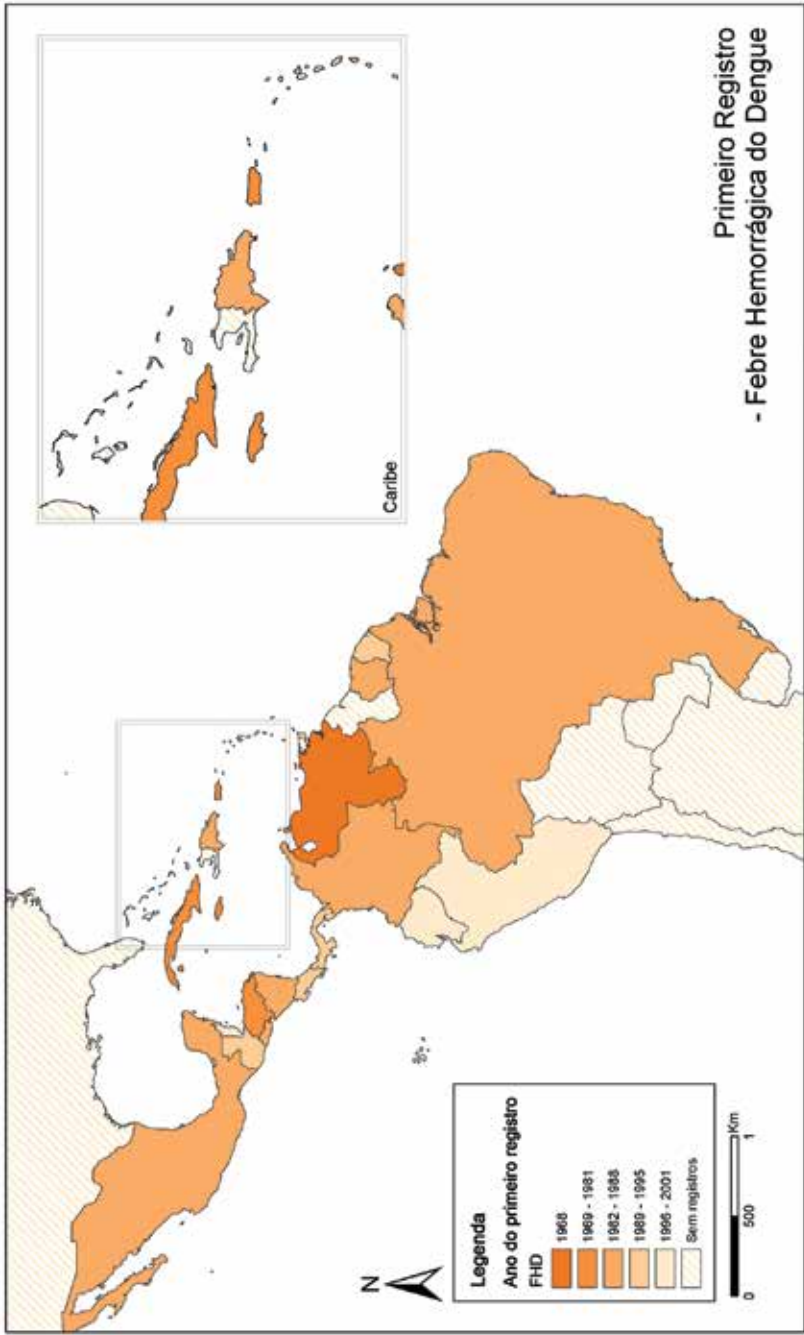 Primeiro Registro
- Febre Hemorrágica do Dengue
Caribe
N
Legenda
Ano do primeiro registro
FHD
1968
1969 - 1981
1982 - 1988
1989 - 1995
1996 - 2001
Sem registros
0
500
1
Km